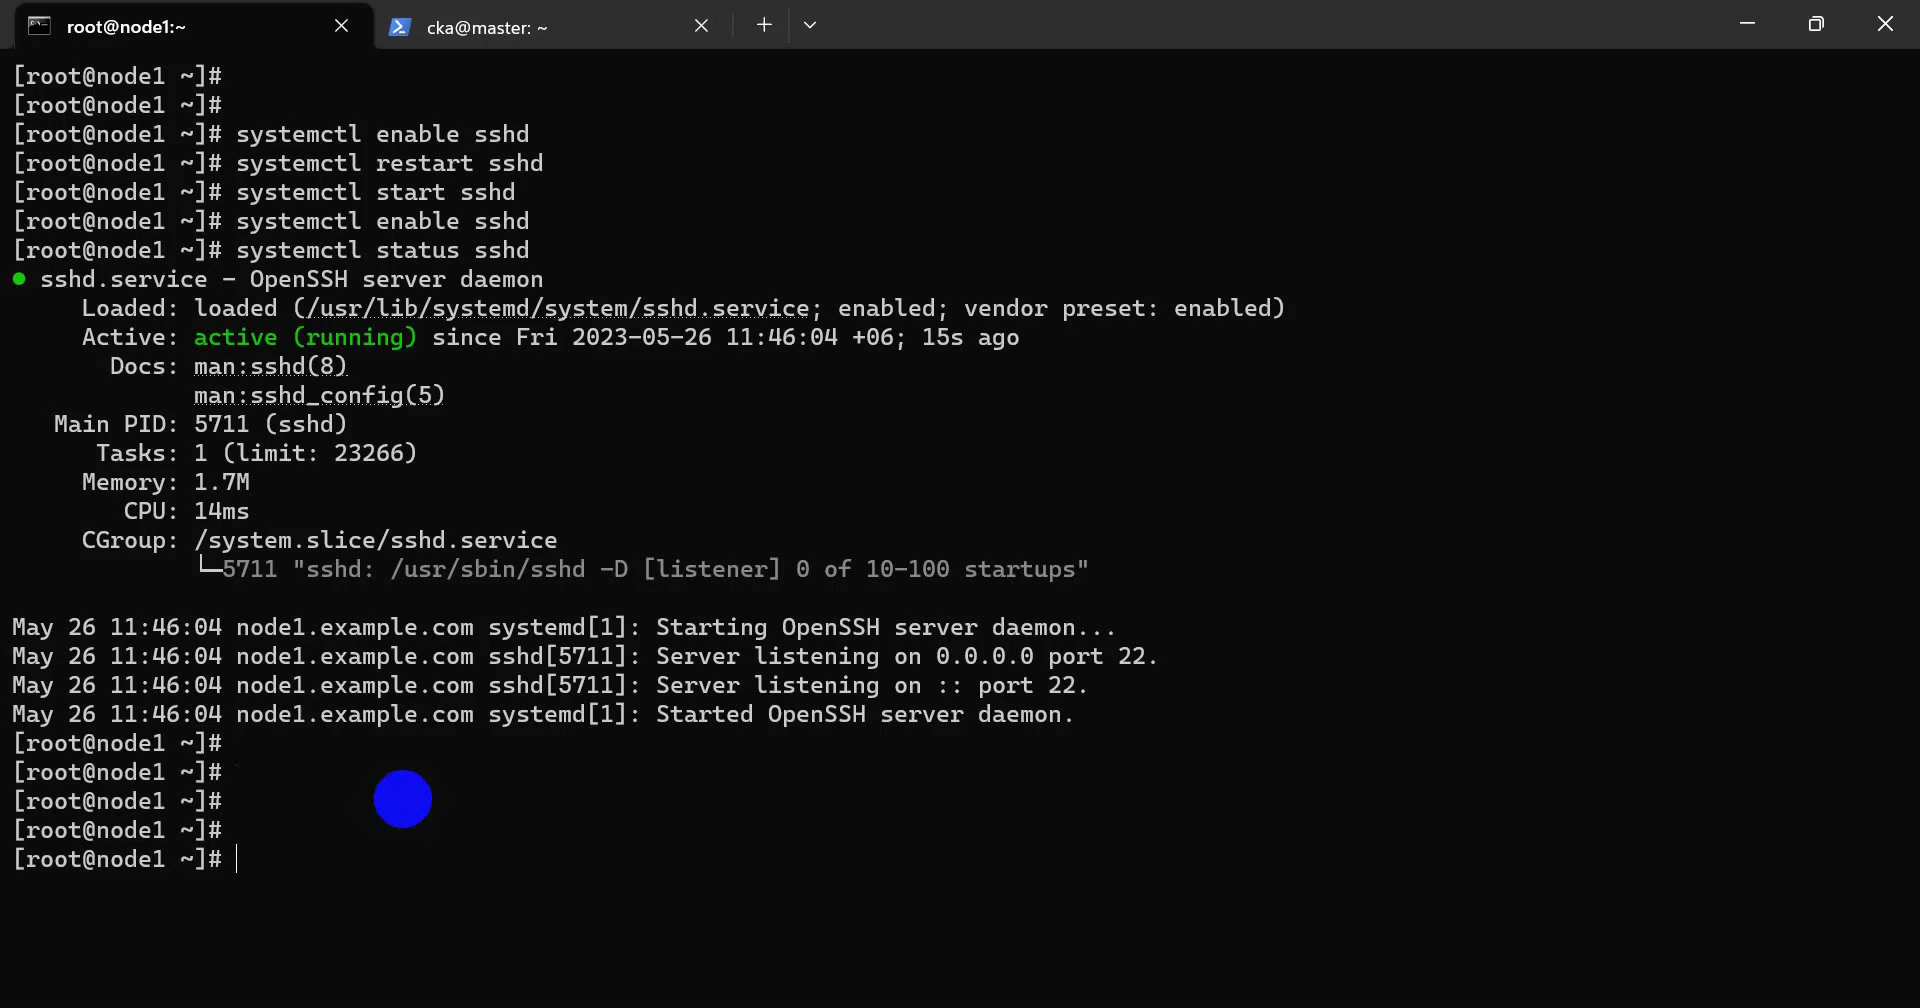 root@node1:~
cka@master: ~
[root@node1 ~]#
[root@node1 ~]#
[root@node1 ~]# systemctl enable sshd
[root@node1 ~]# systemctl restart sshd
[root@node1 ~]# systemctl start sshd
[root@node1 ~]# systemctl enable sshd
[root@node1 ~]# systemctl status sshd
● sshd.service - OpenSSH server daemon
     Loaded: loaded (/usr/lib/systemd/system/sshd.service; enabled; vendor preset: enabled)
     Active: active (running) since Fri 2023-05-26 11:46:04 +06; 15s ago
       Docs: man:sshd(8)
             man:sshd_config(5)
   Main PID: 5711 (sshd)
      Tasks: 1 (limit: 23266)
     Memory: 1.7M
        CPU: 14ms
     CGroup: /system.slice/sshd.service
             └─5711 "sshd: /usr/sbin/sshd -D [listener] 0 of 10-100 startups"
May 26 11:46:04 node1.example.com systemd[1]: Starting OpenSSH server daemon...
May 26 11:46:04 node1.example.com sshd[5711]: Server listening on 0.0.0.0 port 22.
May 26 11:46:04 node1.example.com sshd[5711]: Server listening on :: port 22.
May 26 11:46:04 node1.example.com systemd[1]: Started OpenSSH server daemon.
[root@node1 ~]#
[root@node1 ~]#
[root@node1 ~]#
[root@node1 ~]#
[root@node1 ~]#